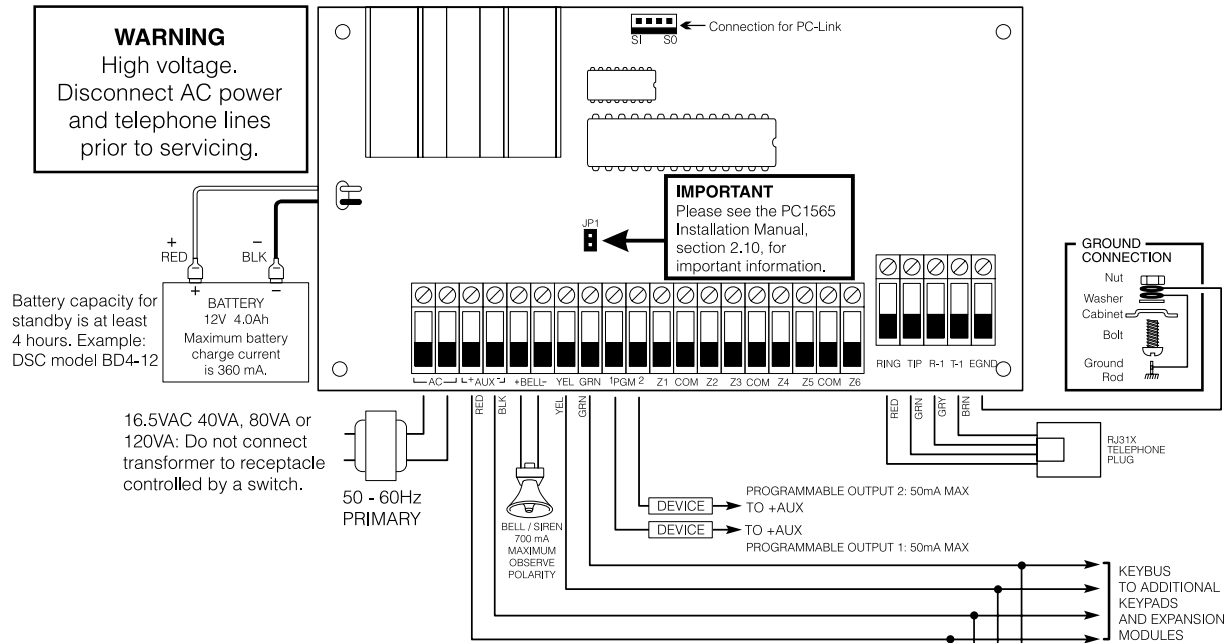 WARNING
High voltage.
Disconnect AC power
and telephone lines
prior to servicing.
SI SO
Connection for PC-Link
JP1
IMPORTANT
Please see the PC1565
Installation Manual,
section 2.10, for
important information.
+
RED
–
BLK
+
–
BATTERY
12V 4.0Ah
Maximum battery
charge current
is 360 mA.
Battery capacity for
standby is at least
4 hours. Example:
DSC model BD4-12
GROUND
CONNECTION
Nut
Washer
Cabinet
Bolt
Ground
Rod
AC +AUX- +BELL- YEL GRN 1PGM 2 Z1 COM Z2 Z3 COM Z4 Z5 COM Z6
RING TIP R-1 T-1 EGND
RED
BLK
YEL
GRN
RED
GRN
GRY
BRN
16.5VAC 40VA, 80VA or
120VA: Do not connect
transformer to receptacle
controlled by a switch.
50 - 60Hz
PRIMARY
BELL / SIREN
700 mA
MAXIMUM
OBSERVE
POLARITY
RJ31X
TELEPHONE
PLUG
PROGRAMMABLE OUTPUT 2: 50mA MAX
DEVICE TO +AUX
DEVICE TO +AUX
PROGRAMMABLE OUTPUT 1: 50mA MAX
KEYBUS
TO ADDITIONAL
KEYPADS
AND EXPANSION
MODULES